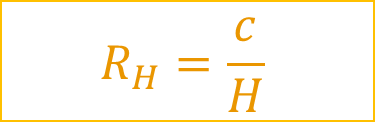 R_H = c/H